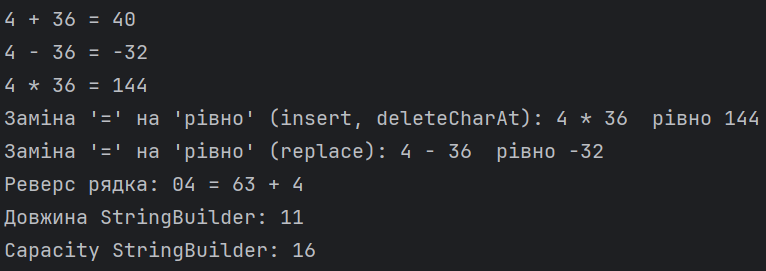 4 + 36 = 40
4 - 36 = -32
4 * 36 = 144
Заміна '=' на 'рівно' (insert, deleteCharAt): 4 * 36  рівно 144
Заміна '=' на 'рівно' (replace): 4 - 36  рівно -32
Реверс рядка: 04 = 63 + 4
Довжина StringBuilder: 11
Capacity StringBuilder: 16